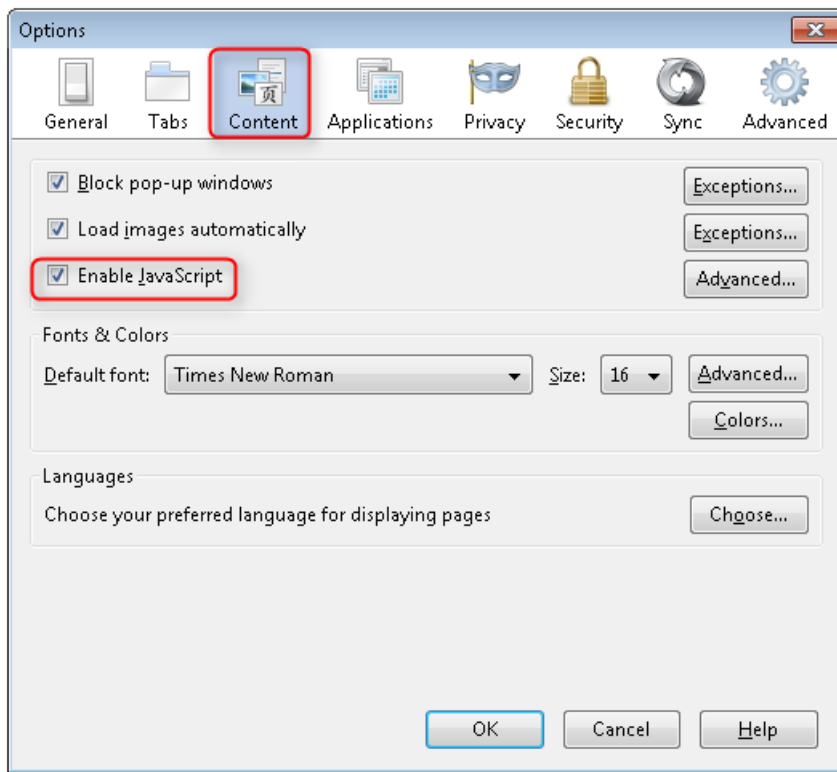 Options
General Tabs Content Applications Privacy Security Sync Advanced
页
Block pop-up windows Exceptions...
Load images automatically Exceptions...
Enable JavaScript Advanced...
Fonts & Colors
Default font: Times New Roman Size: 16 Advanced...
Colors...
Languages
Choose your preferred language for displaying pages Choose...
OK Cancel Help